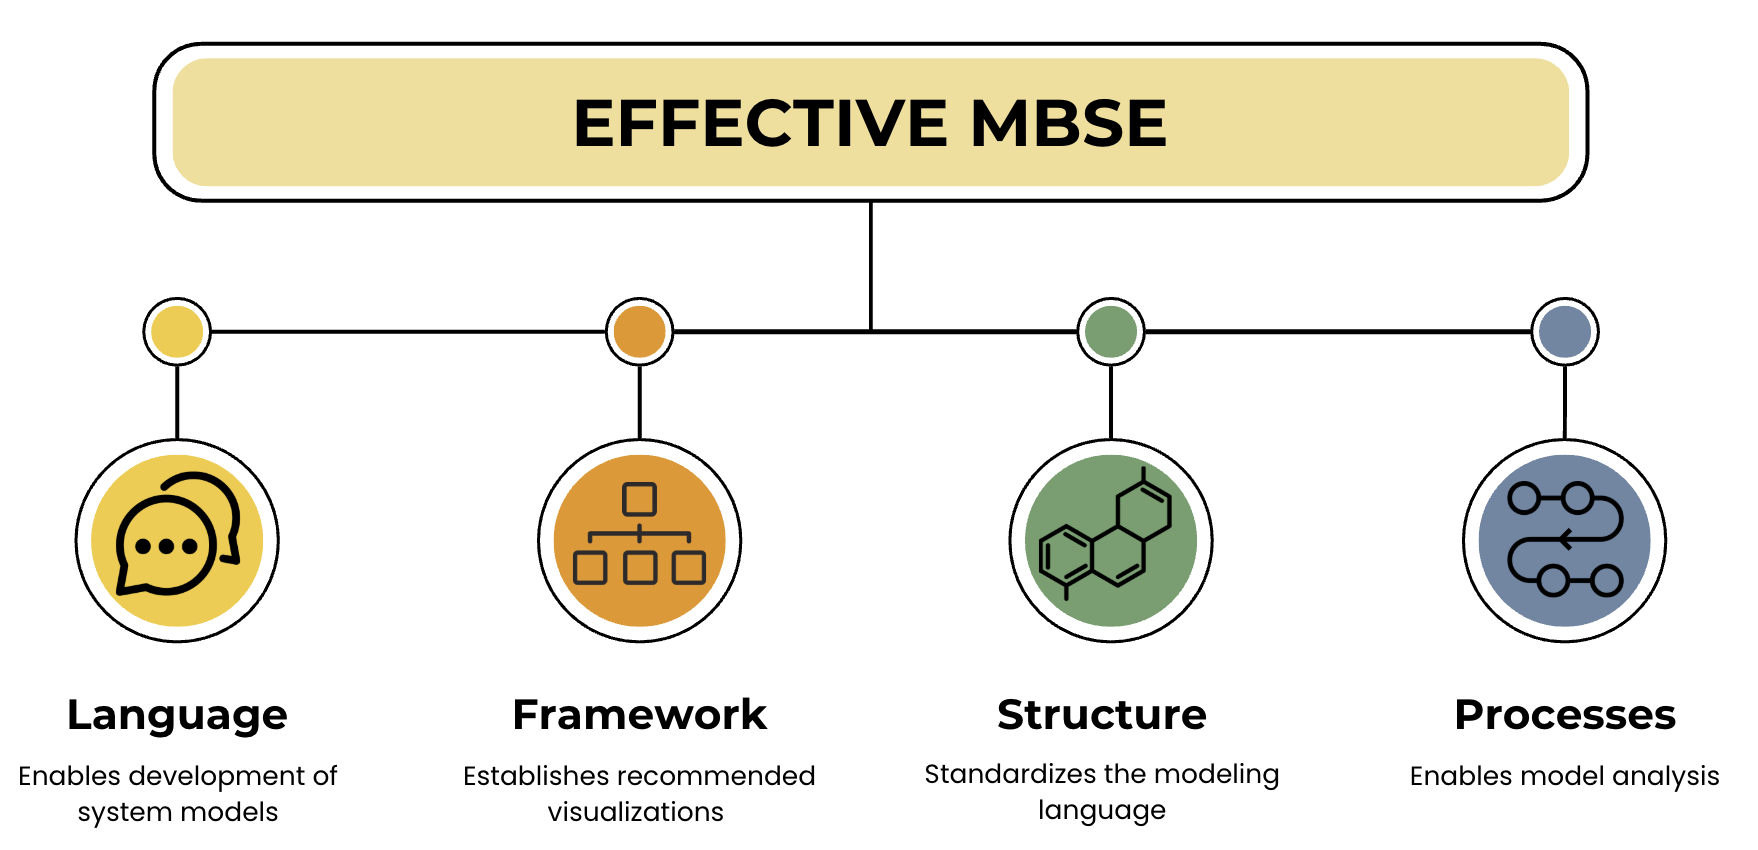 EFFECTIVE MBSE
Language
Enables development of
system models
Framework
Establishes recommended
visualizations
Structure
Standardizes the modeling
language
Processes
Enables model analysis